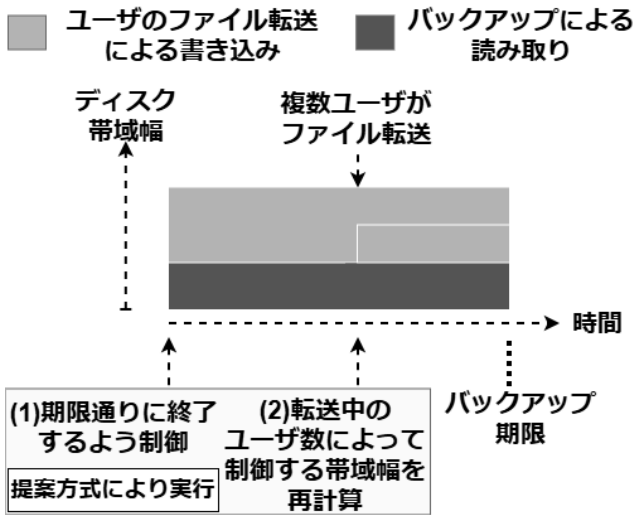 ユーザのファイル転送
による書き込み
バックアップによる
読み取り
ディスク
帯域幅
複数ユーザが
ファイル転送
時間
(1)期限通りに終了
するよう制御
提案方式により実行
(2)転送中の
ユーザ数によって
制御する帯域幅を
再計算
バックアップ
期限